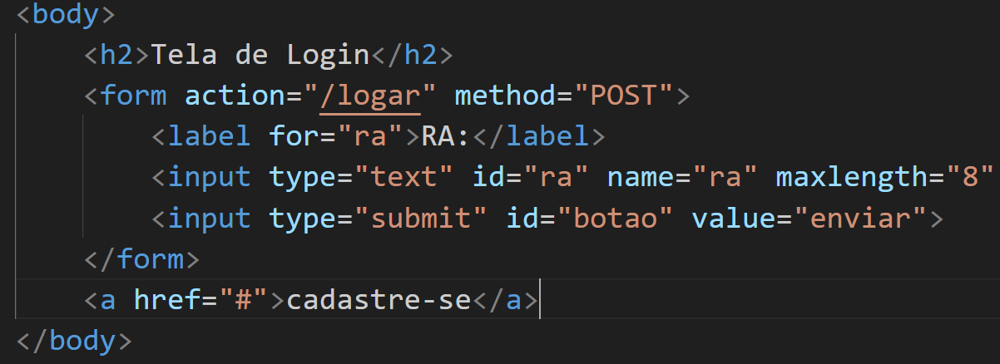 <body>
<h2>Tela de Login</h2>
<form action="/logar" method="POST">
<label for="ra">RA:</label>
<input type="text" id="ra" name="ra" maxlength="8"
<input type="submit" id="botao" value="enviar">
</form>
<a href="#">cadastre-se</a>
</body>